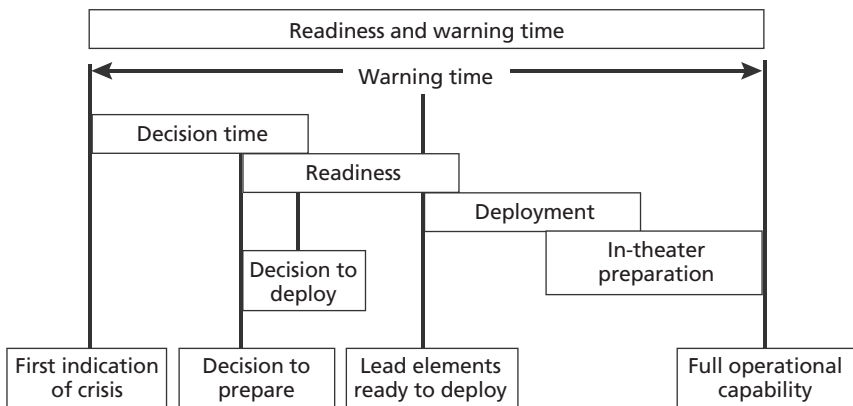 Readiness and warning time
Warning time
Decision time
Readiness
Deployment
In-theater
preparation
Decision to
deploy
First indication
of crisis
Decision to
prepare
Lead elements
ready to deploy
Full operational
capability